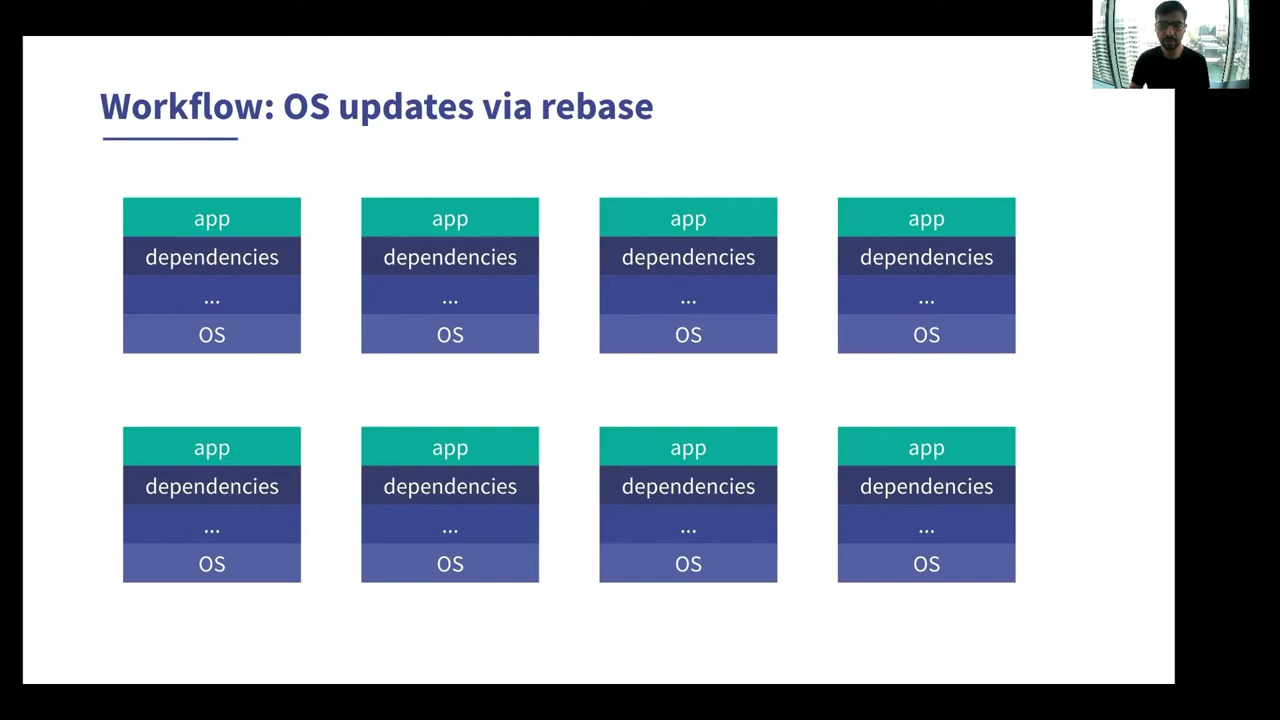 Workflow: OS updates via rebase
app
dependencies
...
OS
app
dependencies
...
OS
app
dependencies
...
OS
app
dependencies
...
OS
app
dependencies
...
OS
app
dependencies
...
OS
app
dependencies
...
OS
app
dependencies
...
OS